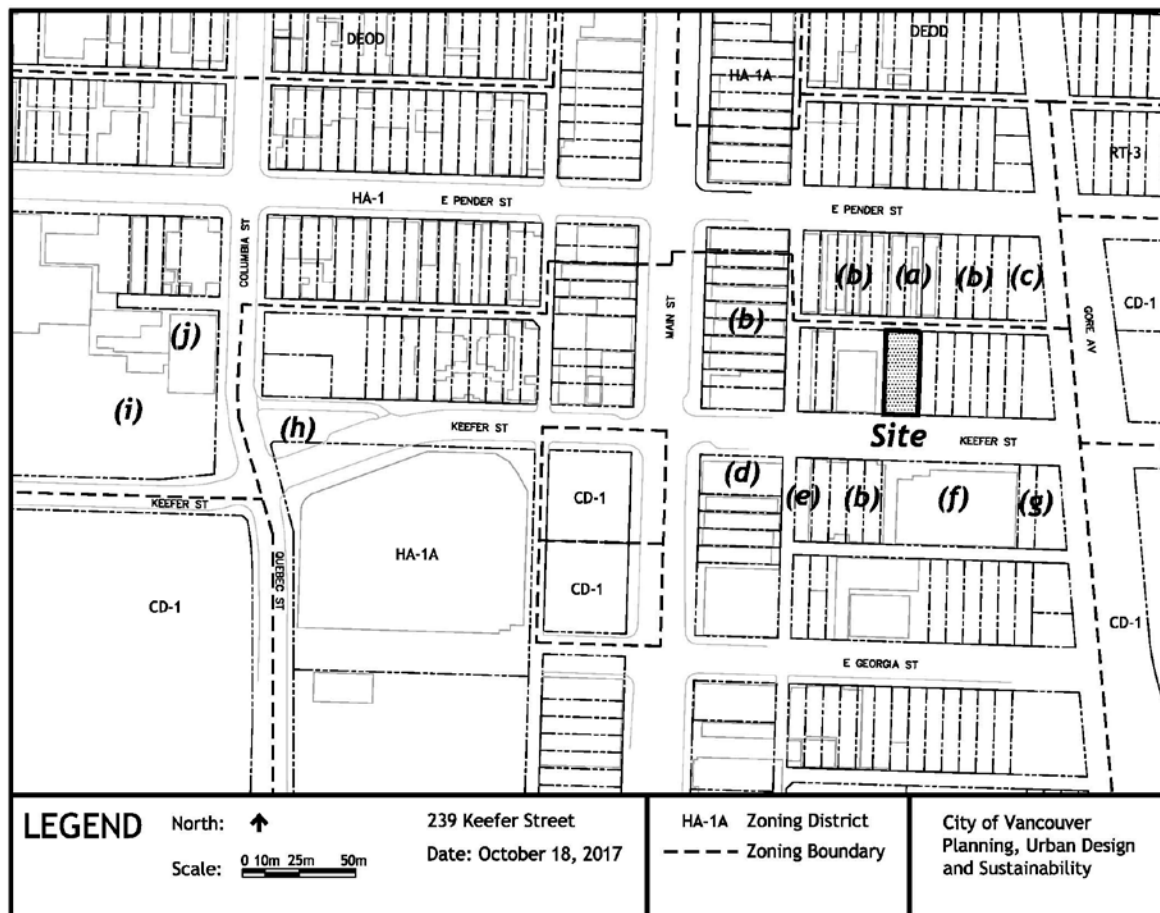 DEOD
DEOD
HA-1A
RT-3
HA-1
E PENDER ST
E PENDER ST
COLUMBIA ST
(b)
(a)
(b)
(c)
CD-1
MAIN ST
(b)
GORE AV
(j)
(i)
(h)
KEEFER ST
Site
KEEFER ST
(d)
(e)
(b)
(f)
(g)
KEEFER ST
CD-1
HA-1A
QUEBEC ST
CD-1
CD-1
CD-1
E GEORGIA ST
LEGEND
North:
Scale:
0 10m 25m 50m
239 Keefer Street
Date: October 18, 2017
HA-1A Zoning District
Zoning Boundary
City of Vancouver
Planning, Urban Design
and Sustainability